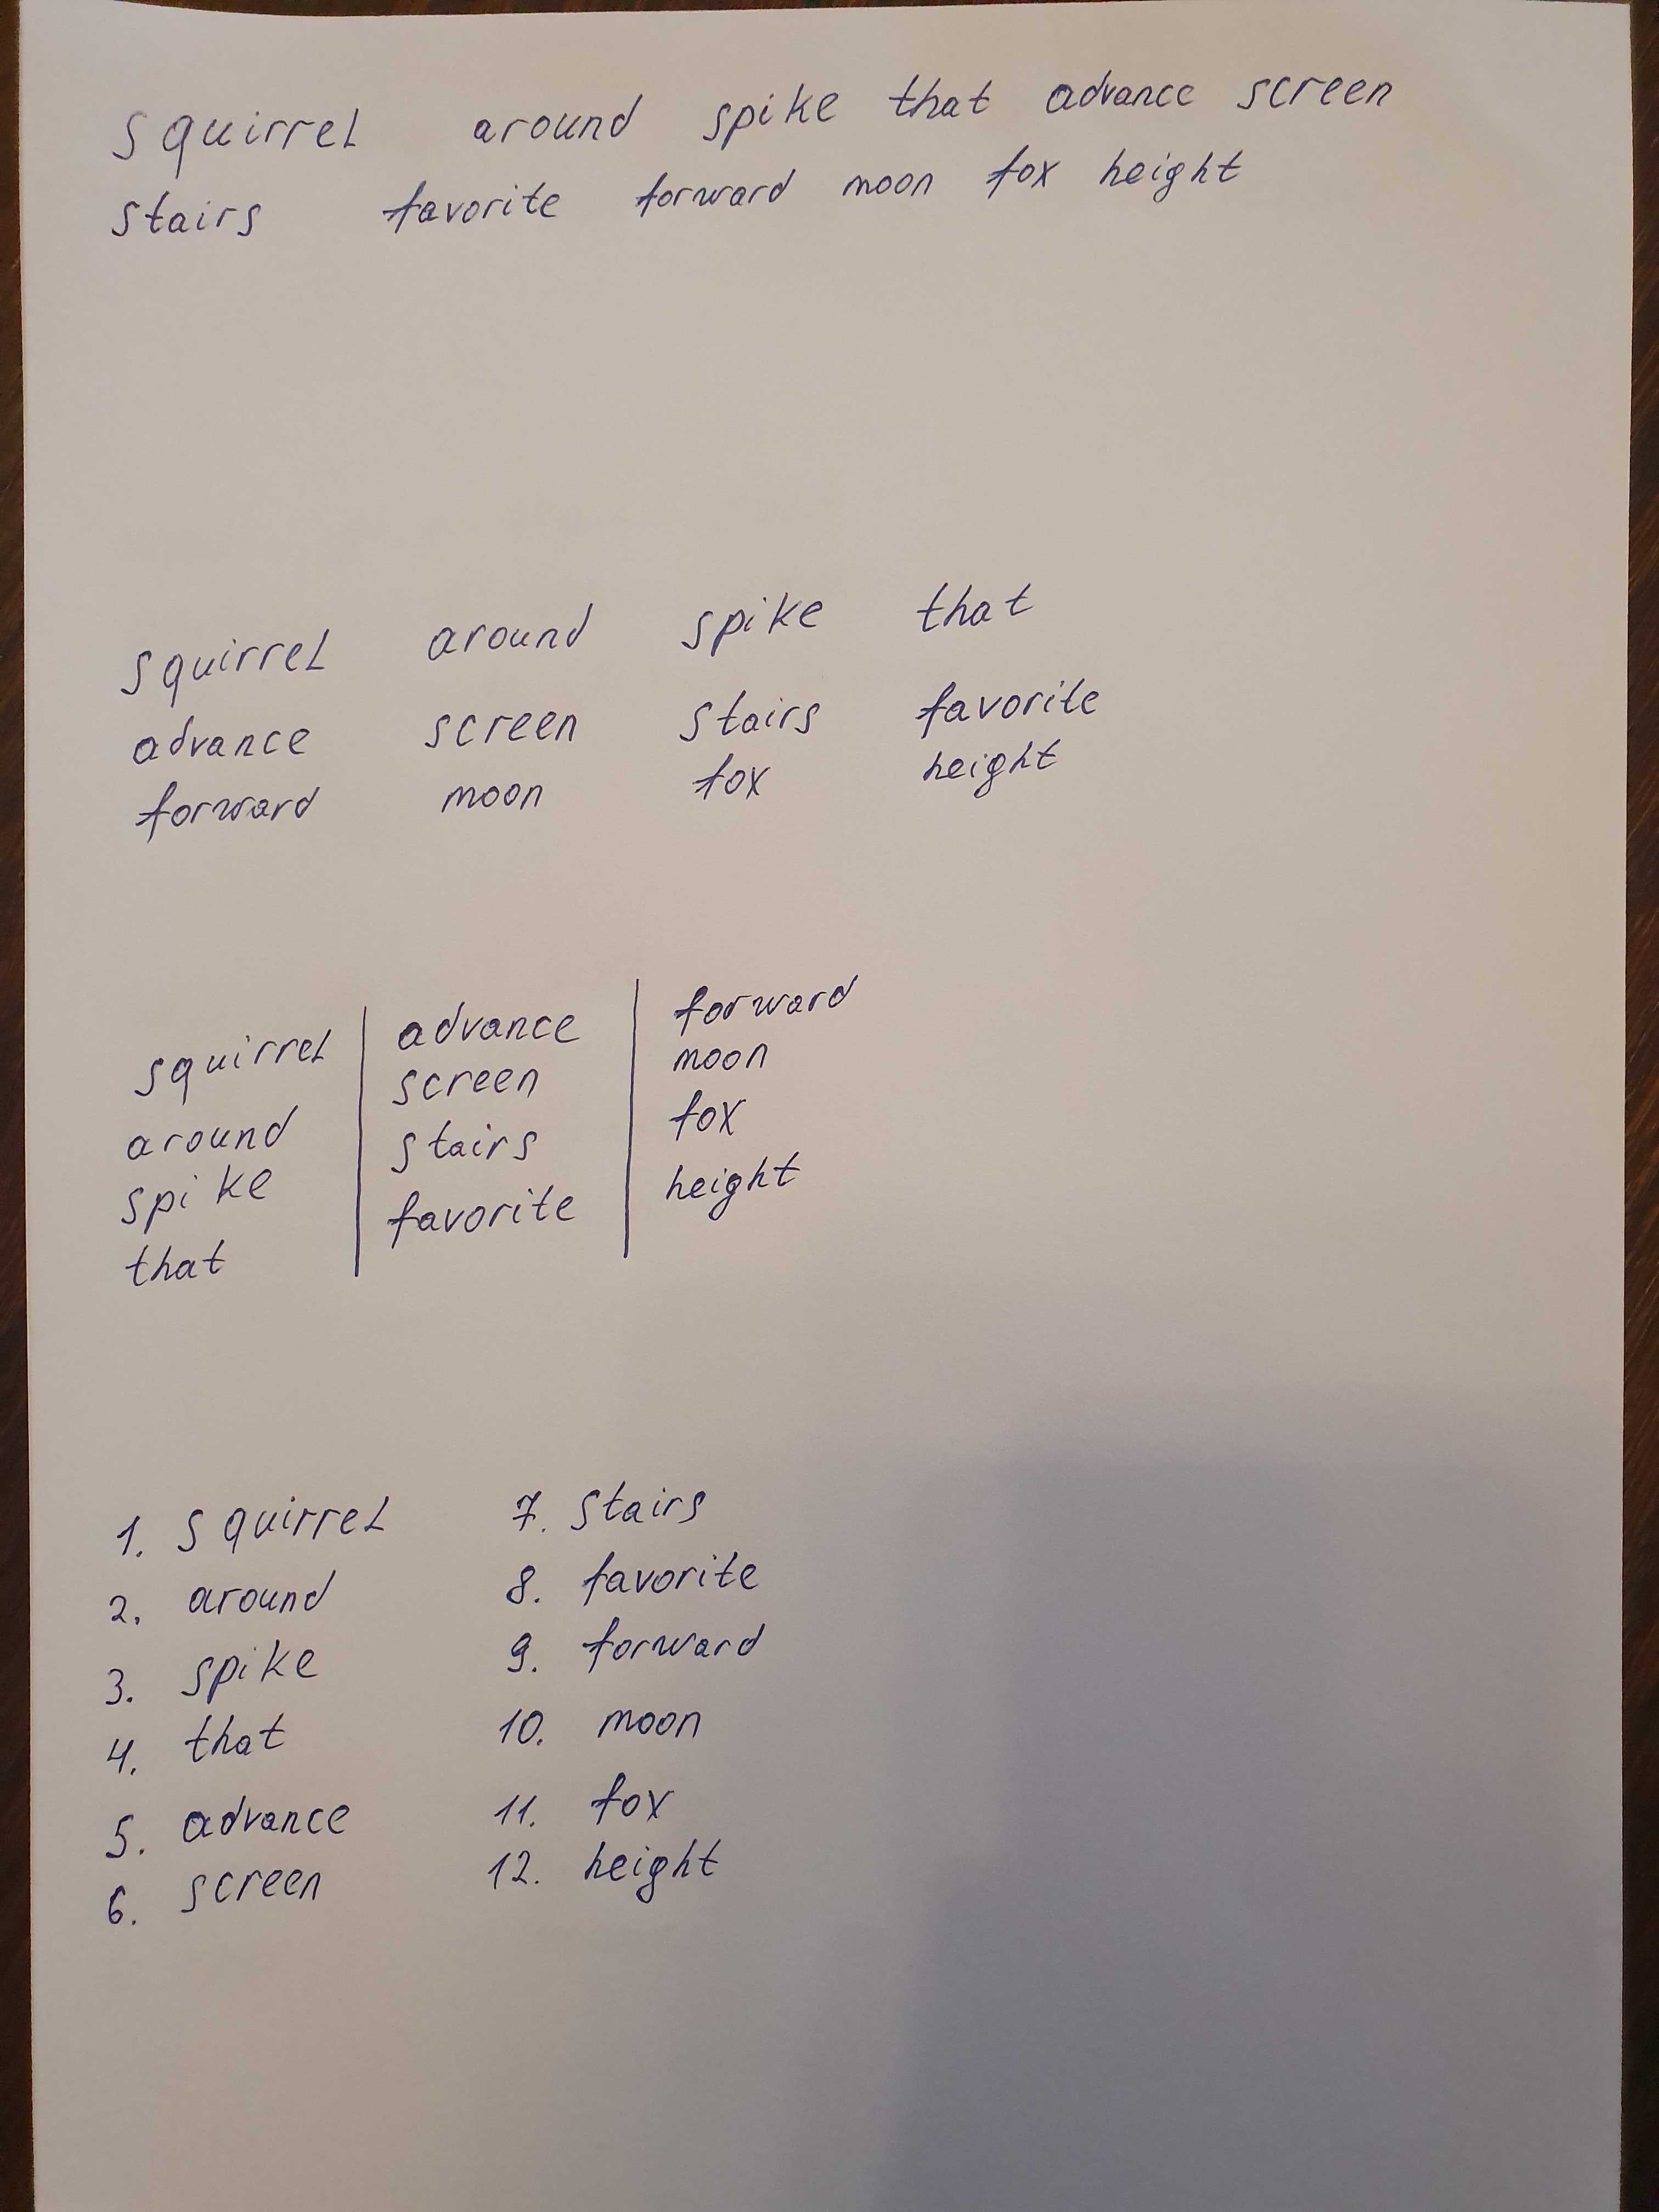 squirrel around spike that advance screen
stairs favorite forward moon fox height
squirrel around spike that
advance screen stairs favorite
forward moon fox height
squirrel advance forward
around screen moon
spike stairs fox
that favorite height
1. squirrel 7. stairs
2. around 8. favorite
3. spike 9. forward
4. that 10. moon
5. advance 11. fox
6. screen 12. height